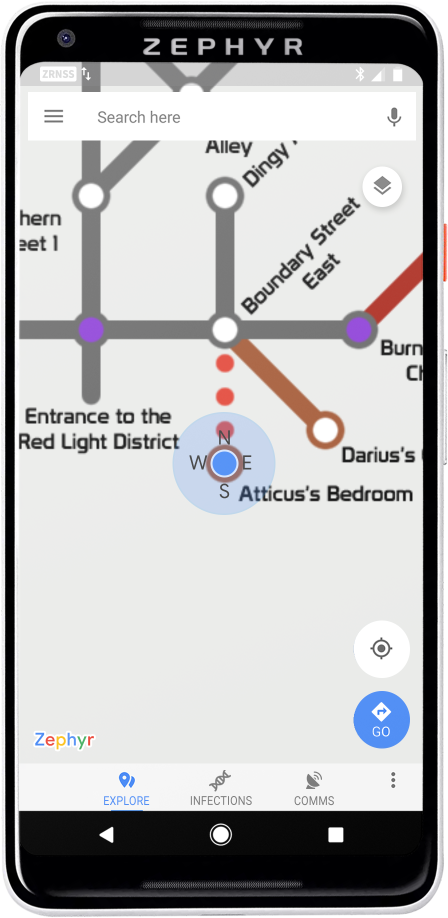 ZEPHYR
ZRNSS
Search here
Alley
Dingy
hern
eet 1
Boundary Street
East
Burn
Ch
Entrance to the
Red Light District
N
W E
S
Darius's
Atticus's Bedroom
GO
Zephyr
EXPLORE INFECTIONS COMMS